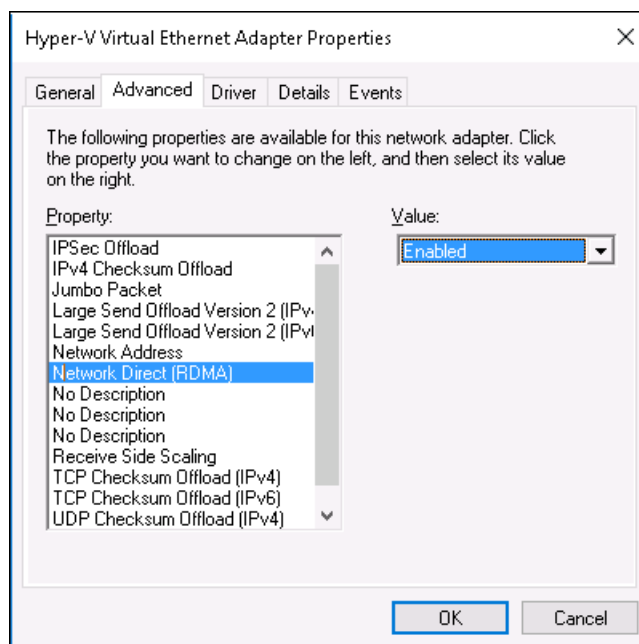 Hyper-V Virtual Ethernet Adapter Properties
General Advanced Driver Details Events
The following properties are available for this network adapter. Click
the property you want to change on the left, and then select its value
on the right.
Property:
Value:
IPSec Offload
Enabled
IPv4 Checksum Offload
Jumbo Packet
Large Send Offload Version 2 (IPv
Large Send Offload Version 2 (IPv
Network Address
Network Direct (RDMA)
No Description
No Description
No Description
Receive Side Scaling
TCP Checksum Offload (IPv4)
TCP Checksum Offload (IPv6)
UDP Checksum Offload (IPv4)
OK Cancel